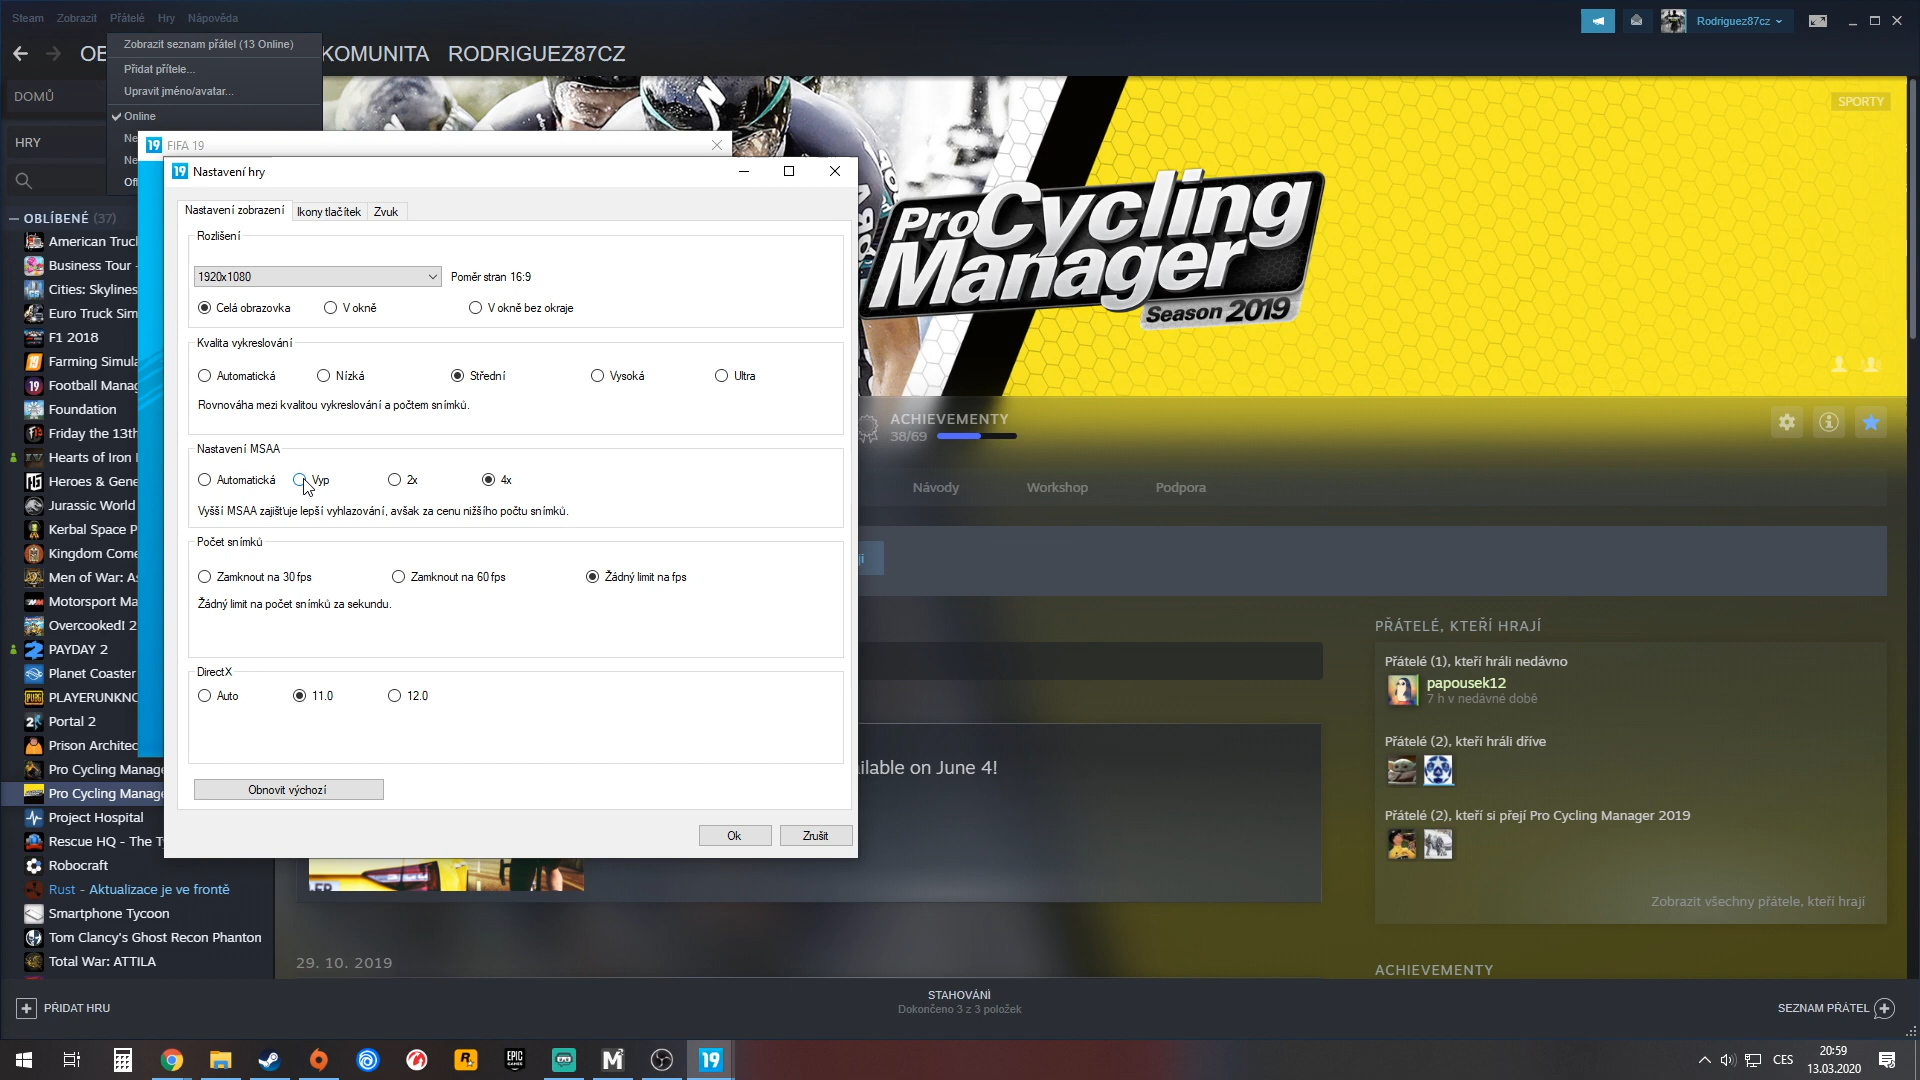 Steam Zobrazit Přátelé Hry Nápověda
Rodriguez87cz
KOMUNITA RODRIGUEZ87CZ
Zobrazit seznam přátel (13 Online)
Přidat přítele...
Upravit jméno/avatar...
Online
DOMŮ
HRY
OBLÍBENÉ (37)
American Truck
Business Tour -
Cities: Skylines
Euro Truck Sim
F1 2018
Farming Simula
Football Manag
Foundation
Friday the 13th
Hearts of Iron
Heroes & Gene
Jurassic World
Kerbal Space P
Kingdom Come
Men of War: As
Motorsport Ma
Overcooked! 2
PAYDAY 2
Planet Coaster
PLAYERUNKNO
Portal 2
Prison Architec
Pro Cycling Manage
Pro Cycling Manage
Project Hospital
Rescue HQ - The Ty
Robocraft
Rust - Aktualizace je ve frontě
Smartphone Tycoon
Tom Clancy's Ghost Recon Phanton
Total War: ATTILA
PŘIDAT HRU
19 FIFA 19
19 Nastavení hry
Nastavení zobrazení Ikony tlačítek Zvuk
Rozlišení
1920x1080 Poměr stran 16:9
Celá obrazovka V okně V okně bez okraje
Kvalita vykreslování
Automatická Nízká Střední Vysoká Ultra
Rovnováha mezi kvalitou vykreslování a počtem snímků.
Nastavení MSAA
Automatická Vyp 2x 4x
Vyšší MSAA zajišťuje lepší vyhlazování, avšak za cenu nižšího počtu snímků.
Počet snímků
Zamknout na 30 fps Zamknout na 60 fps Žádný limit na fps
Žádný limit na počet snímků za sekundu.
DirectX
Auto 11.0 12.0
Obnovit výchozí
Ok Zrušit
SPORTY
Pro Cycling
Manager
Season 2019
ACHIEVEMENTY
38/69
Návody Workshop Podpora
ilable on June 4!
29. 10. 2019
PŘÁTELÉ, KTEŘÍ HRAJÍ
Přátelé (1), kteří hráli nedávno
papousek12
7 h v nedávné době
Přátelé (2), kteří hráli dříve
Přátelé (2), kteří si přejí Pro Cycling Manager 2019
Zobrazit všechny přátele, kteří hrají
ACHIEVEMENTY
STAHOVÁNÍ
Dokončeno 3 z 3 položek
SEZNAM PŘÁTEL
EPIC
GAMES
19
CES
20:59
13.03.2020